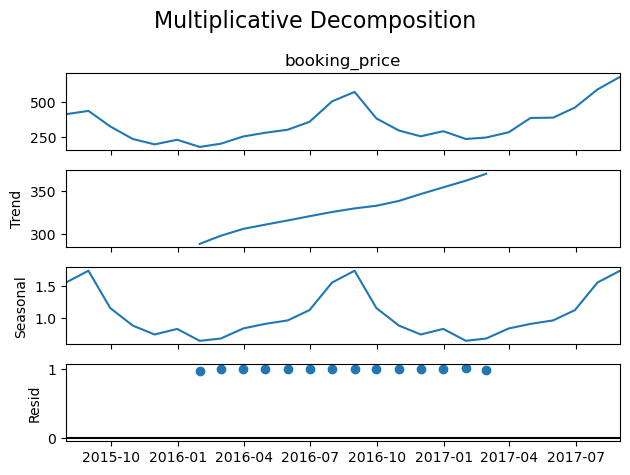 Multiplicative Decomposition
booking_price
500
250
Trend
350
300
Seasonal
1.5
1.0
Resid
1
0
2015-10 2016-01 2016-04 2016-07 2016-10 2017-01 2017-04 2017-07